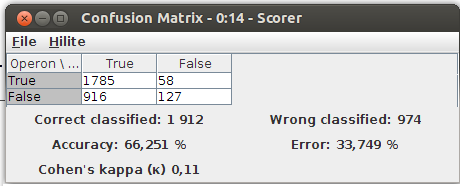 Confusion Matrix - 0:14 - Scorer
File Hilite
Operon \ ... True False
True 1785 58
False 916 127
Correct classified: 1 912 Wrong classified: 974
Accuracy: 66,251 % Error: 33,749 %
Cohen's kappa (κ) 0,11